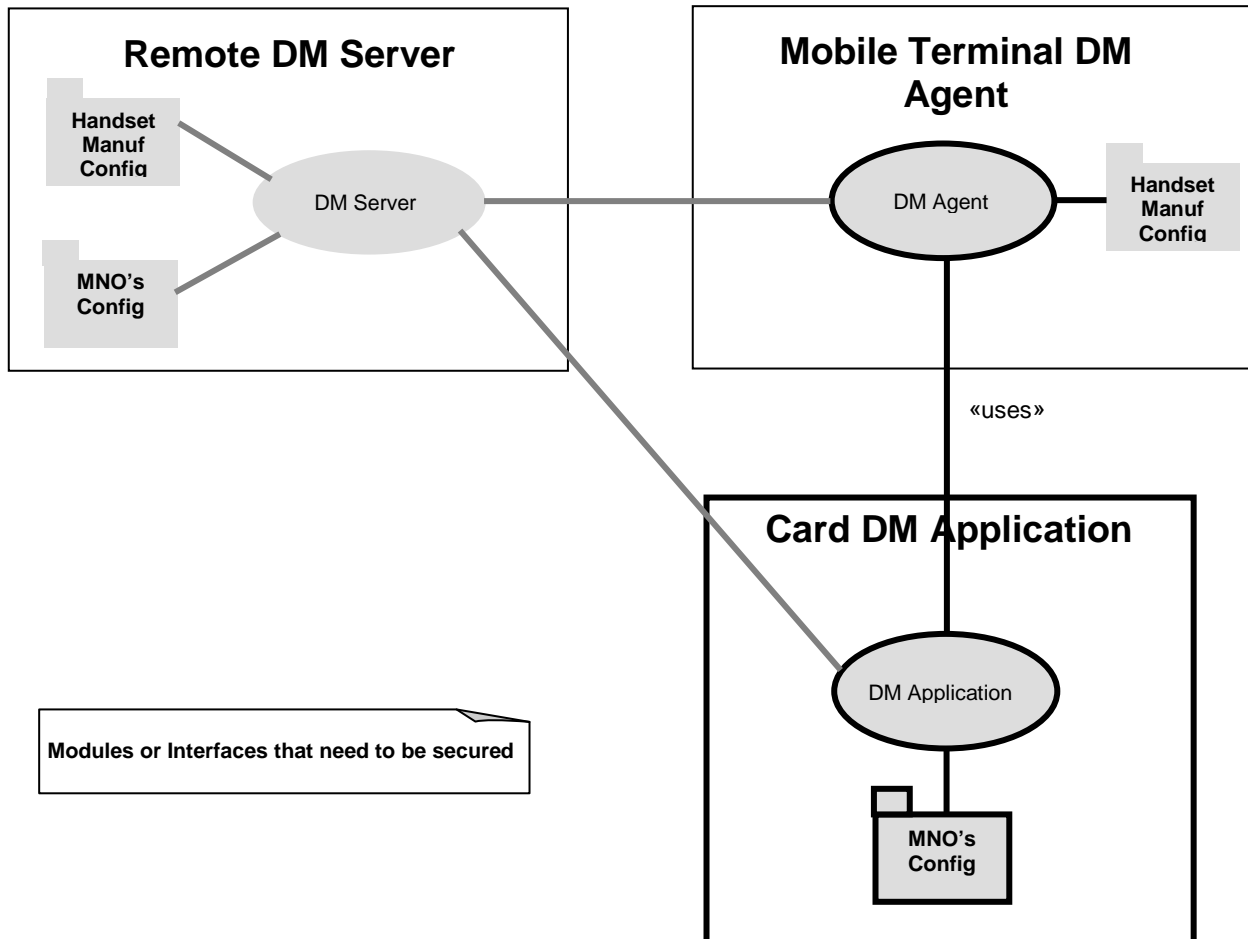 Remote DM Server
Handset
Manuf
Config
DM Server
MNO's
Config
Mobile Terminal DM
Agent
DM Agent
Handset
Manuf
Config
«uses»
Card DM Application
DM Application
MNO's
Config
Modules or Interfaces that need to be secured